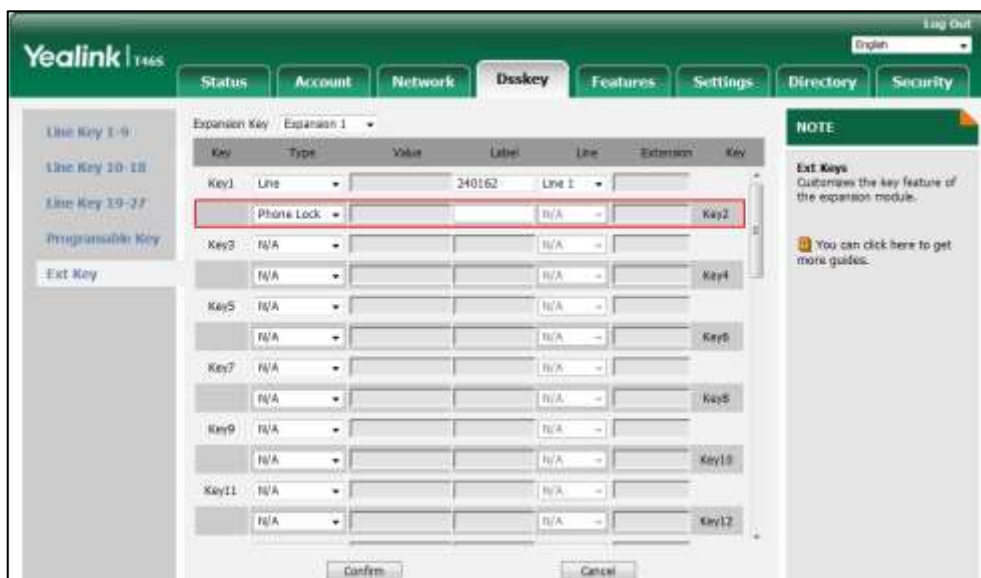 Log Out
Yealink | T46S
English
Status Account Network Dsskey Features Settings Directory Security
Line Key 1-9
Line Key 10-18
Line Key 19-27
Programable Key
Ext Key
Expansion Key Expansion 1
Key Type Value Label Line Extension Key
Key1 Line 240162 Line 1
Phone Lock N/A Key2
Key3 N/A N/A
N/A N/A Key4
Key5 N/A N/A
N/A N/A Key6
Key7 N/A N/A
N/A N/A Key8
Key9 N/A N/A
N/A N/A Key10
Key11 N/A N/A
N/A N/A Key12
Confirm Cancel
NOTE
Ext Keys
Customizes the key feature of
the expansion module.
You can click here to get
more guides.